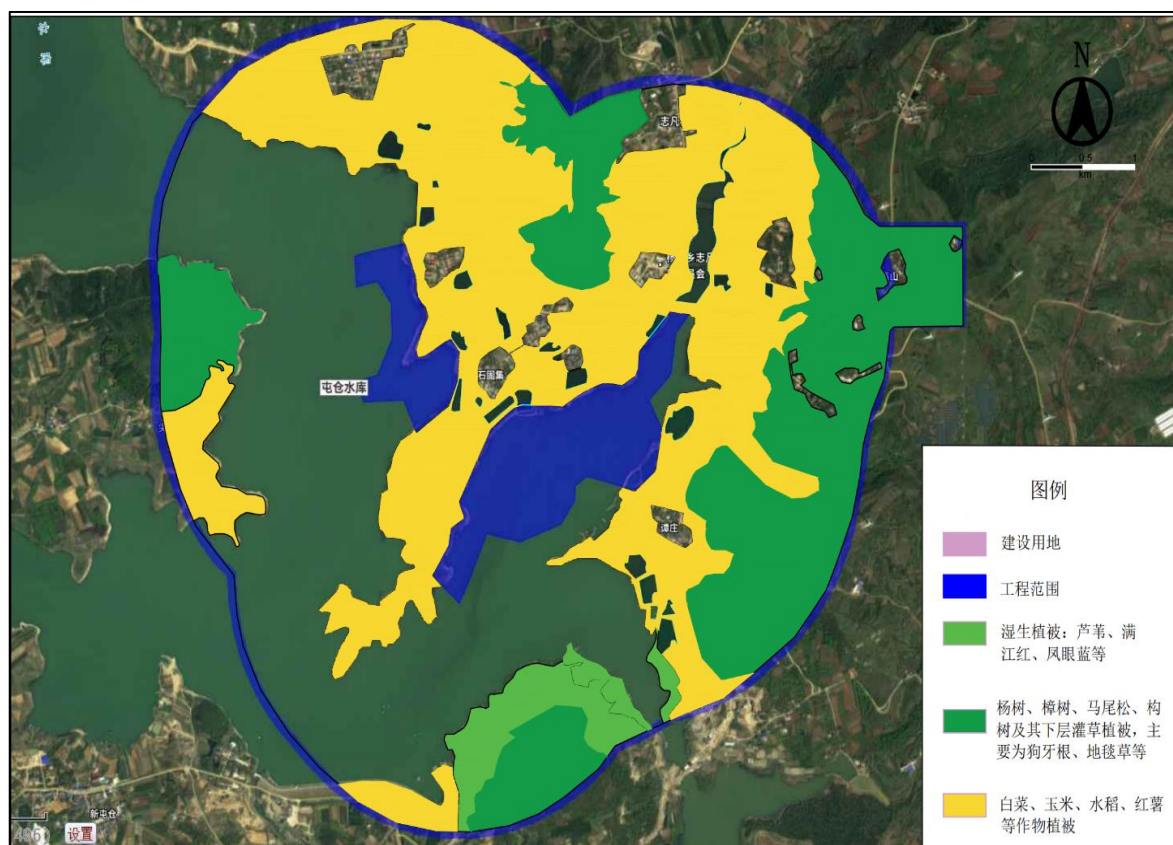 N
0.5
km
志凡
乡志凡
会
山
屯仓水库
石固集
谭庄
新屯仓
设置
图例
建设用地
工程范围
湿生植被：芦苇、满
江红、凤眼蓝等
杨树、樟树、马尾松、构
树及其下层灌草植被，主
要为狗牙根、地毯草等
白菜、玉米、水稻、红薯
等作物植被